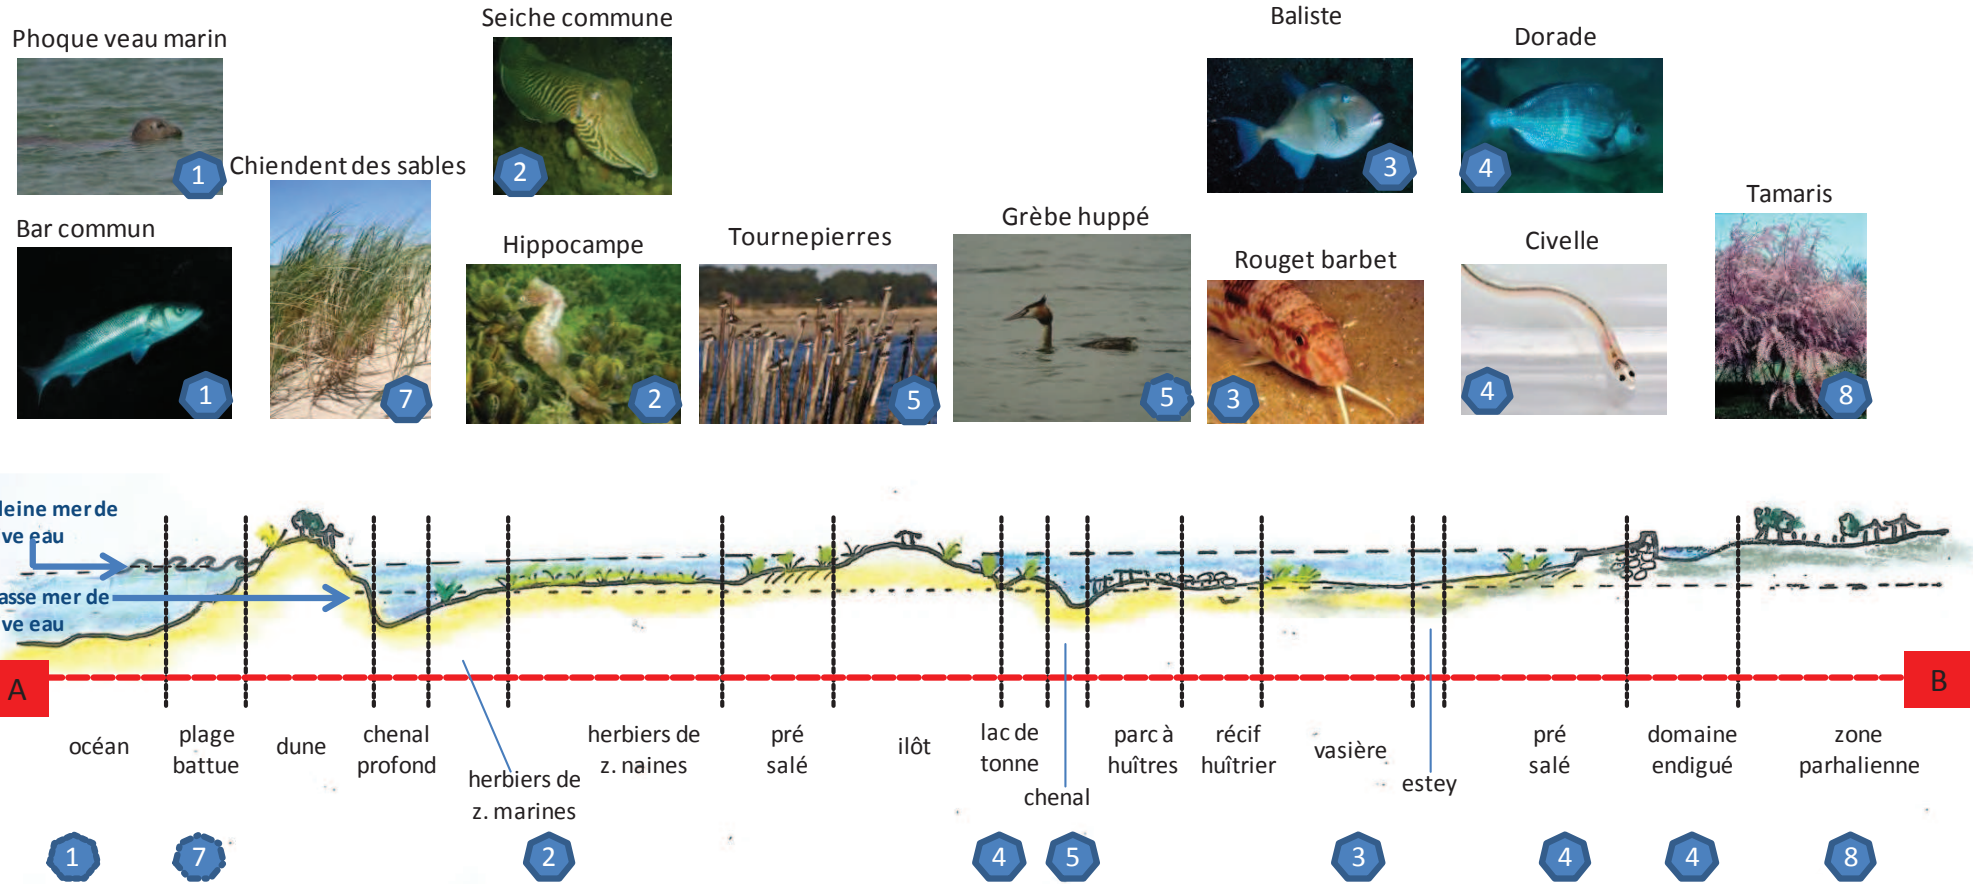 Seiche commune
Baliste
Phoque veau marin
Dorade
1
2
3
4
Chiendent des sables
Tamaris
Bar commun
Hippocampe
Tournepierres
Grèbe huppé
Rouget barbet
Civelle
1
7
2
5
5
3
4
8
leine mer de
ve eau
asse mer de
ve eau
A
B
océan
plage
battue
dune
chenal
profond
herbiers de
z. marines
herbiers de
z. naines
pré
salé
ilôt
lac de
tonne
chenal
parc à
huîtres
récif
huîtrier
vasière
estey
pré
salé
domaine
endigué
zone
parhalienne
1
7
2
4
5
3
4
4
8